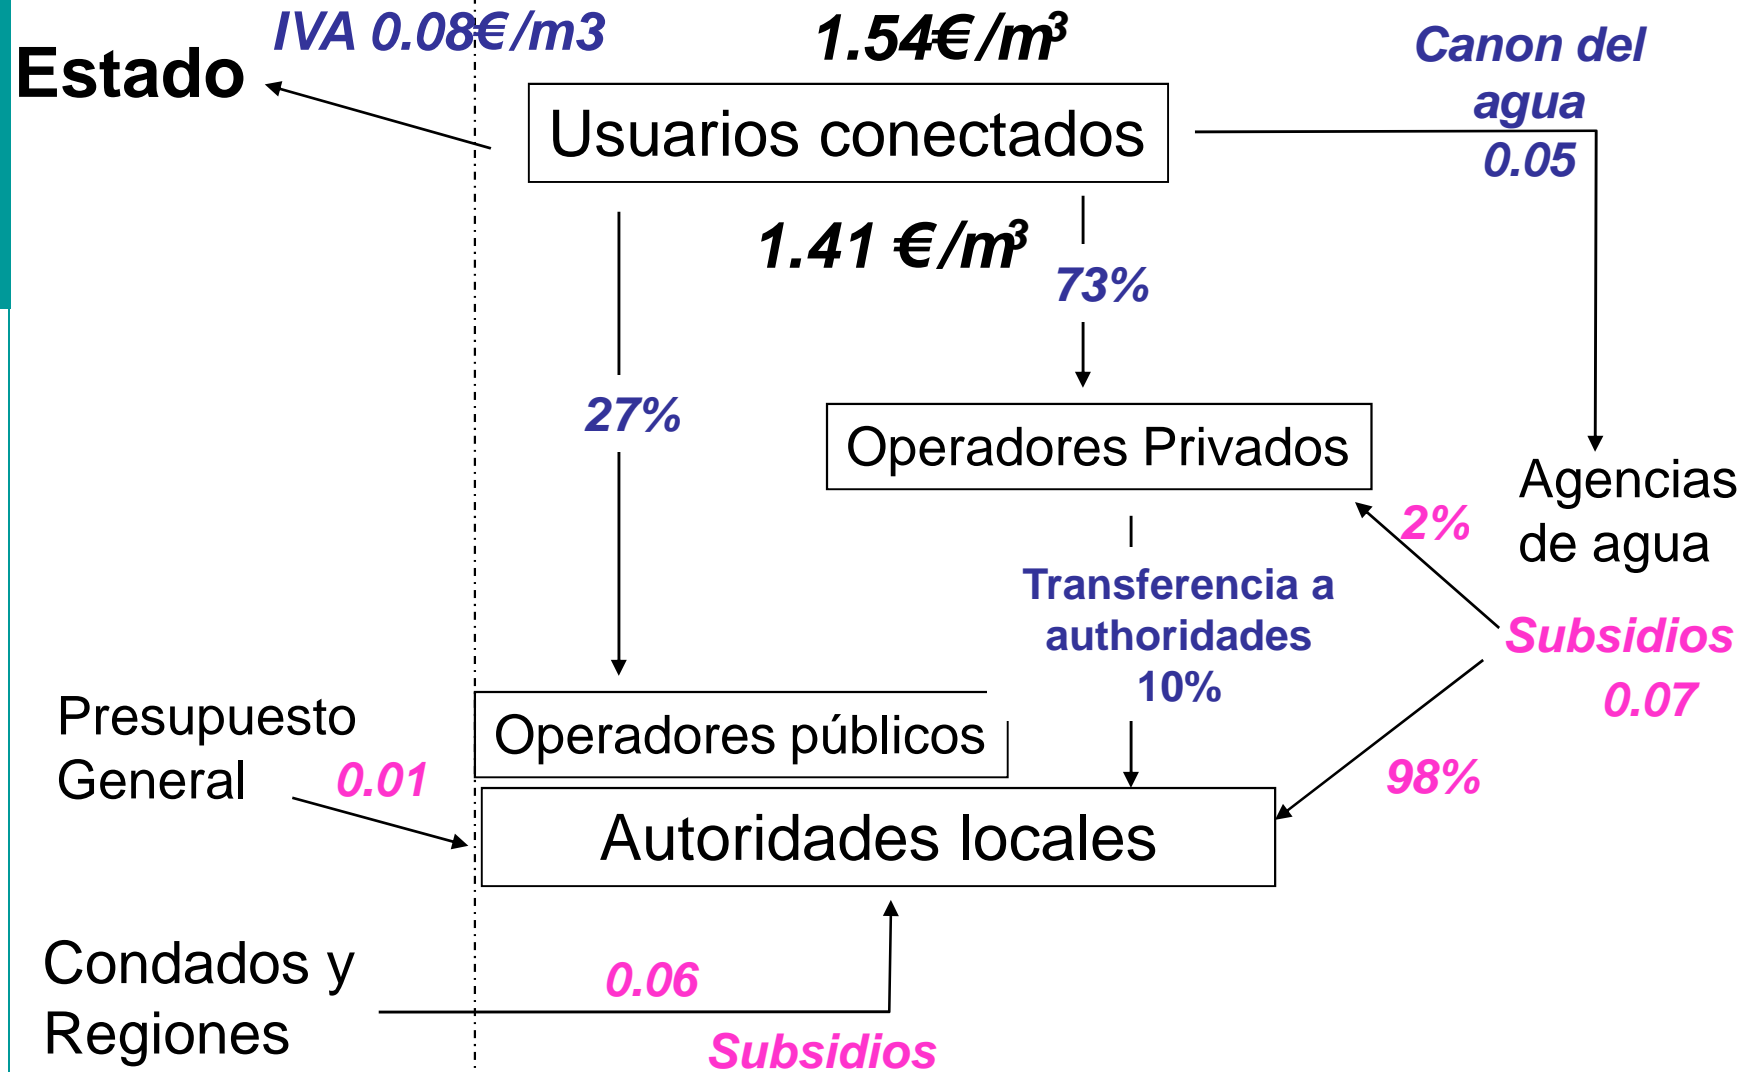 IVA 0.08€/m3
1.54€/m³
Canon del
agua
0.05
Estado
Usuarios conectados
1.41 €/m³
73%
27%
Operadores Privados
Agencias
de agua
2%
Transferencia a
authoridades
10%
Subsidios
0.07
Presupuesto
General
0.01
Operadores públicos
98%
Autoridades locales
Condados y
Regiones
0.06
Subsidios